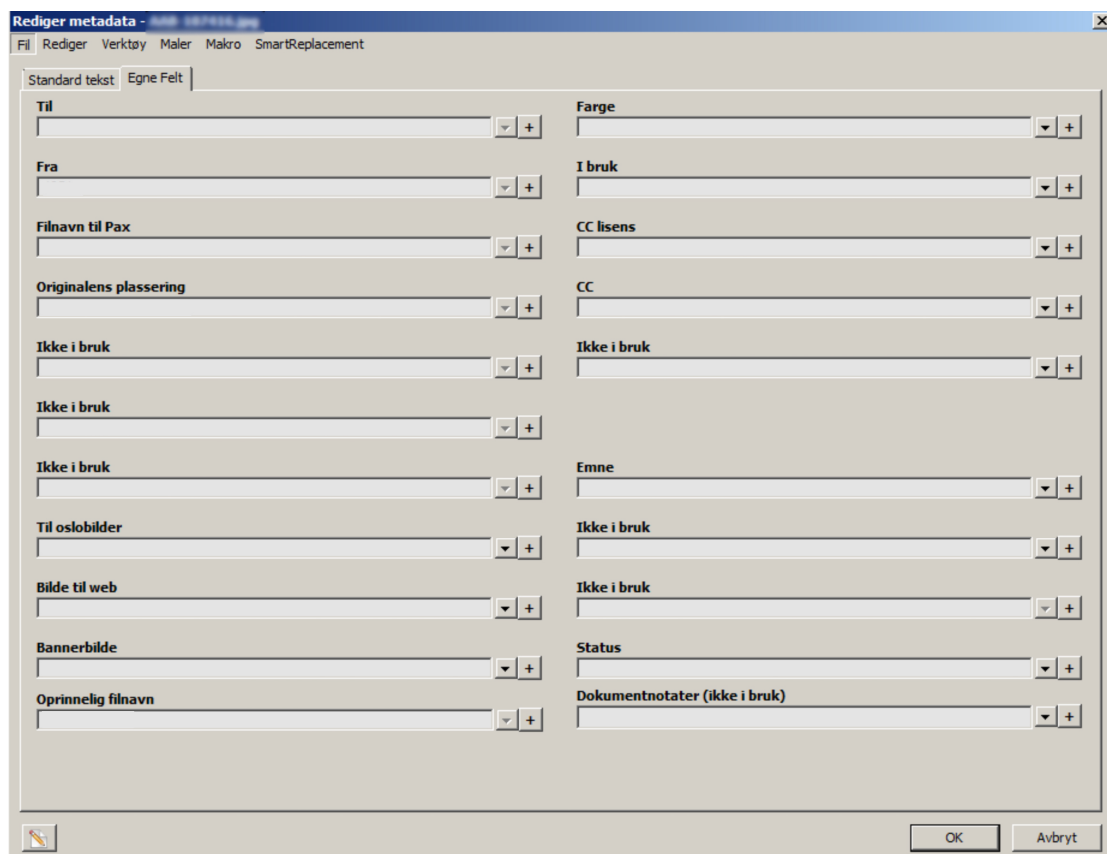 Rediger metadata -
Fil Rediger Verktøy Maler Makro SmartReplacement
Standard tekst Egne Felt
Til
Fra
Filnavn til Pax
Originalens plassering
Ikke i bruk
Ikke i bruk
Ikke i bruk
Til oslobilder
Bilde til web
Bannerbilde
Oprinnelig filnavn
Farge
I bruk
CC lisens
CC
Ikke i bruk
Emne
Ikke i bruk
Ikke i bruk
Status
Dokumentnotater (ikke i bruk)
OK Avbryt